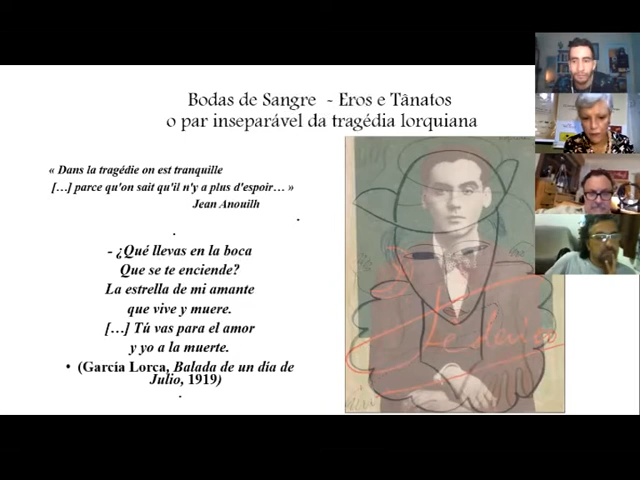 Bodas de Sangre - Eros e Tânatos
o par inseparável da tragédia lorquiana
« Dans la tragédie on est tranquille
[…] parce qu'on sait qu'il n'y a plus d'espoir… »
Jean Anouilh
.
.
- ¿Qué llevas en la boca
Que se te enciende?
La estrella de mi amante
que vive y muere.
[…] Tú vas para el amor
y yo a la muerte.
• (García Lorca, Balada de un día de
Julio, 1919)
.
Federico